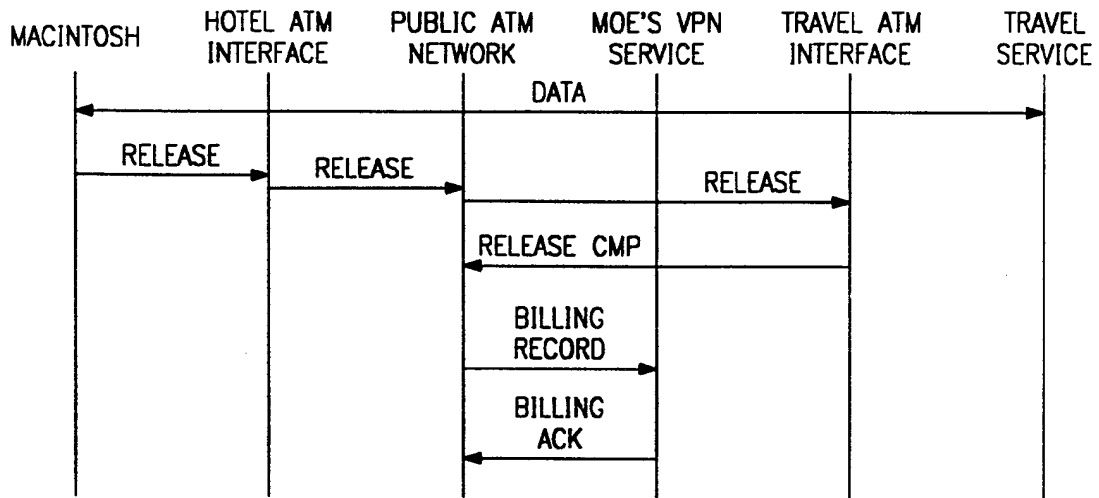 MACINTOSH
HOTEL ATM
INTERFACE
PUBLIC ATM
NETWORK
MOE'S VPN
SERVICE
TRAVEL ATM
INTERFACE
TRAVEL
SERVICE
DATA
RELEASE
RELEASE
RELEASE
RELEASE CMP
BILLING
RECORD
BILLING
ACK